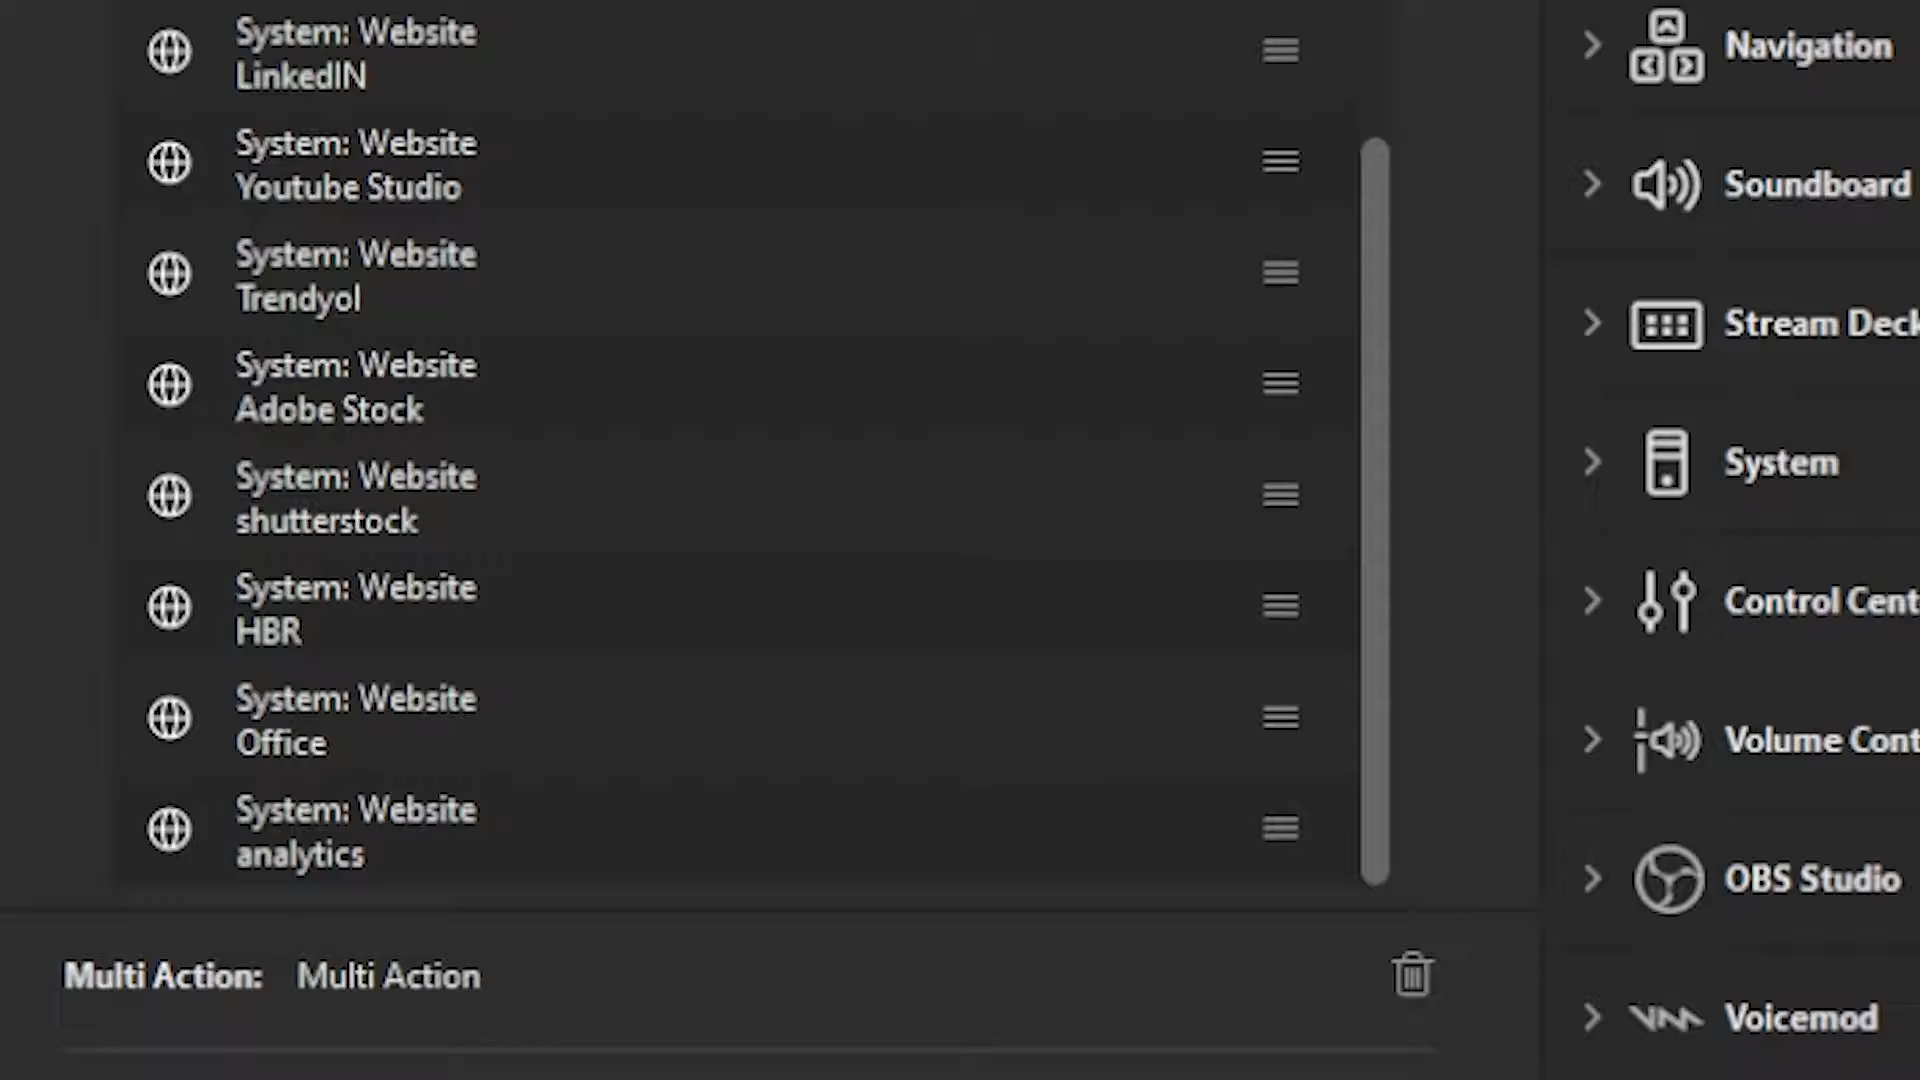 System: Website
LinkedIN
System: Website
Youtube Studio
System: Website
Trendyol
System: Website
Adobe Stock
System: Website
shutterstock
System: Website
HBR
System: Website
Office
System: Website
analytics
Multi Action: Multi Action
Navigation
Soundboard
Stream Deck
System
Control Cent
Volume Cont
OBS Studio
Voicemod